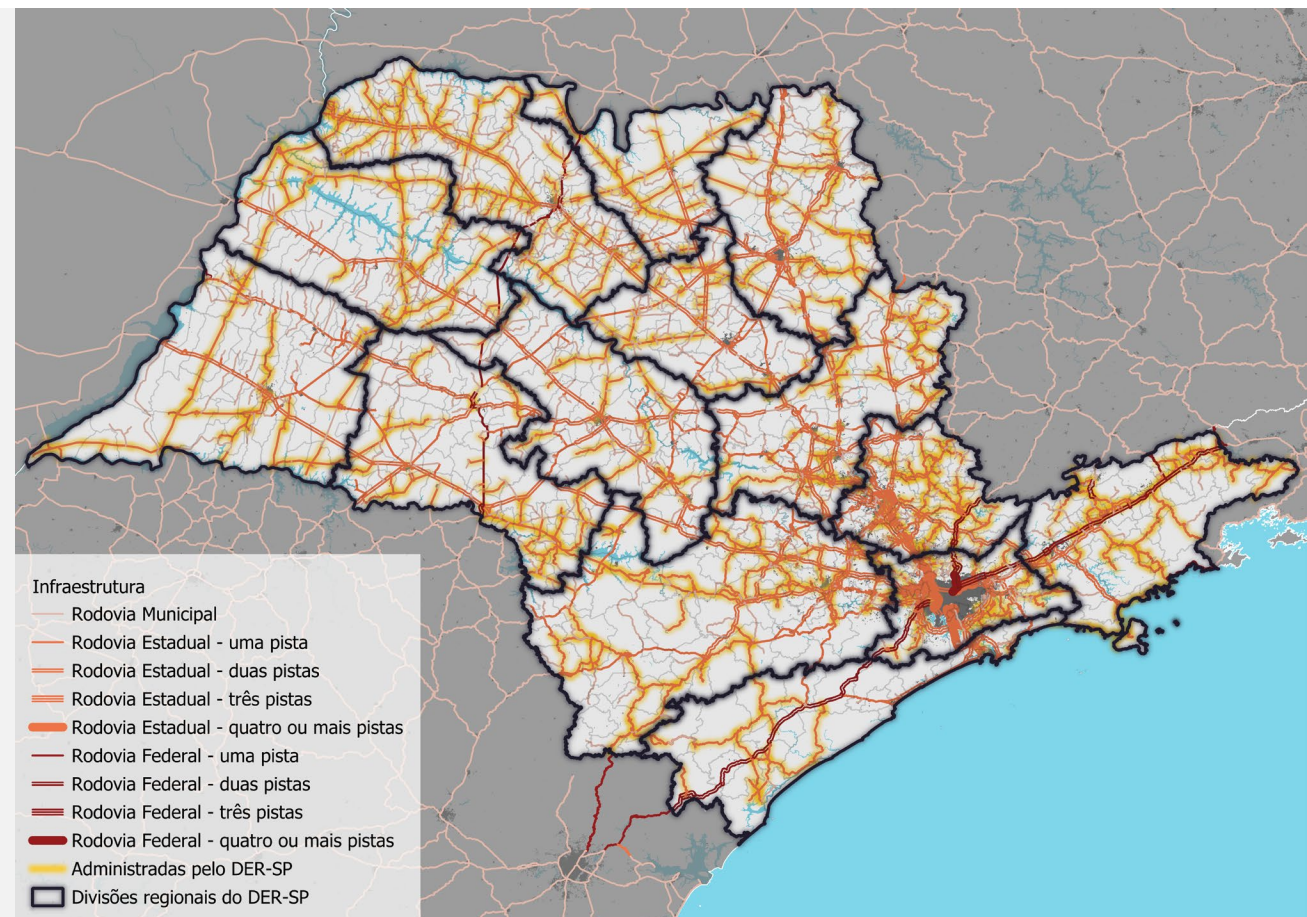 Infraestrutura
Rodovia Municipal
Rodovia Estadual - uma pista
Rodovia Estadual - duas pistas
Rodovia Estadual - três pistas
Rodovia Estadual - quatro ou mais pistas
Rodovia Federal - uma pista
Rodovia Federal - duas pistas
Rodovia Federal - três pistas
Rodovia Federal - quatro ou mais pistas
Administradas pelo DER-SP
Divisões regionais do DER-SP